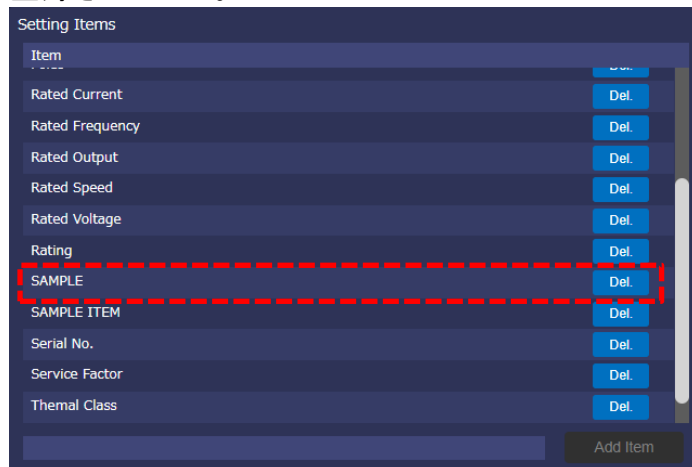 Setting Items
Item
Rated Current Del.
Rated Frequency Del.
Rated Output Del.
Rated Speed Del.
Rated Voltage Del.
Rating Del.
SAMPLE Del.
SAMPLE ITEM Del.
Serial No. Del.
Service Factor Del.
Themal Class Del.
Add Item